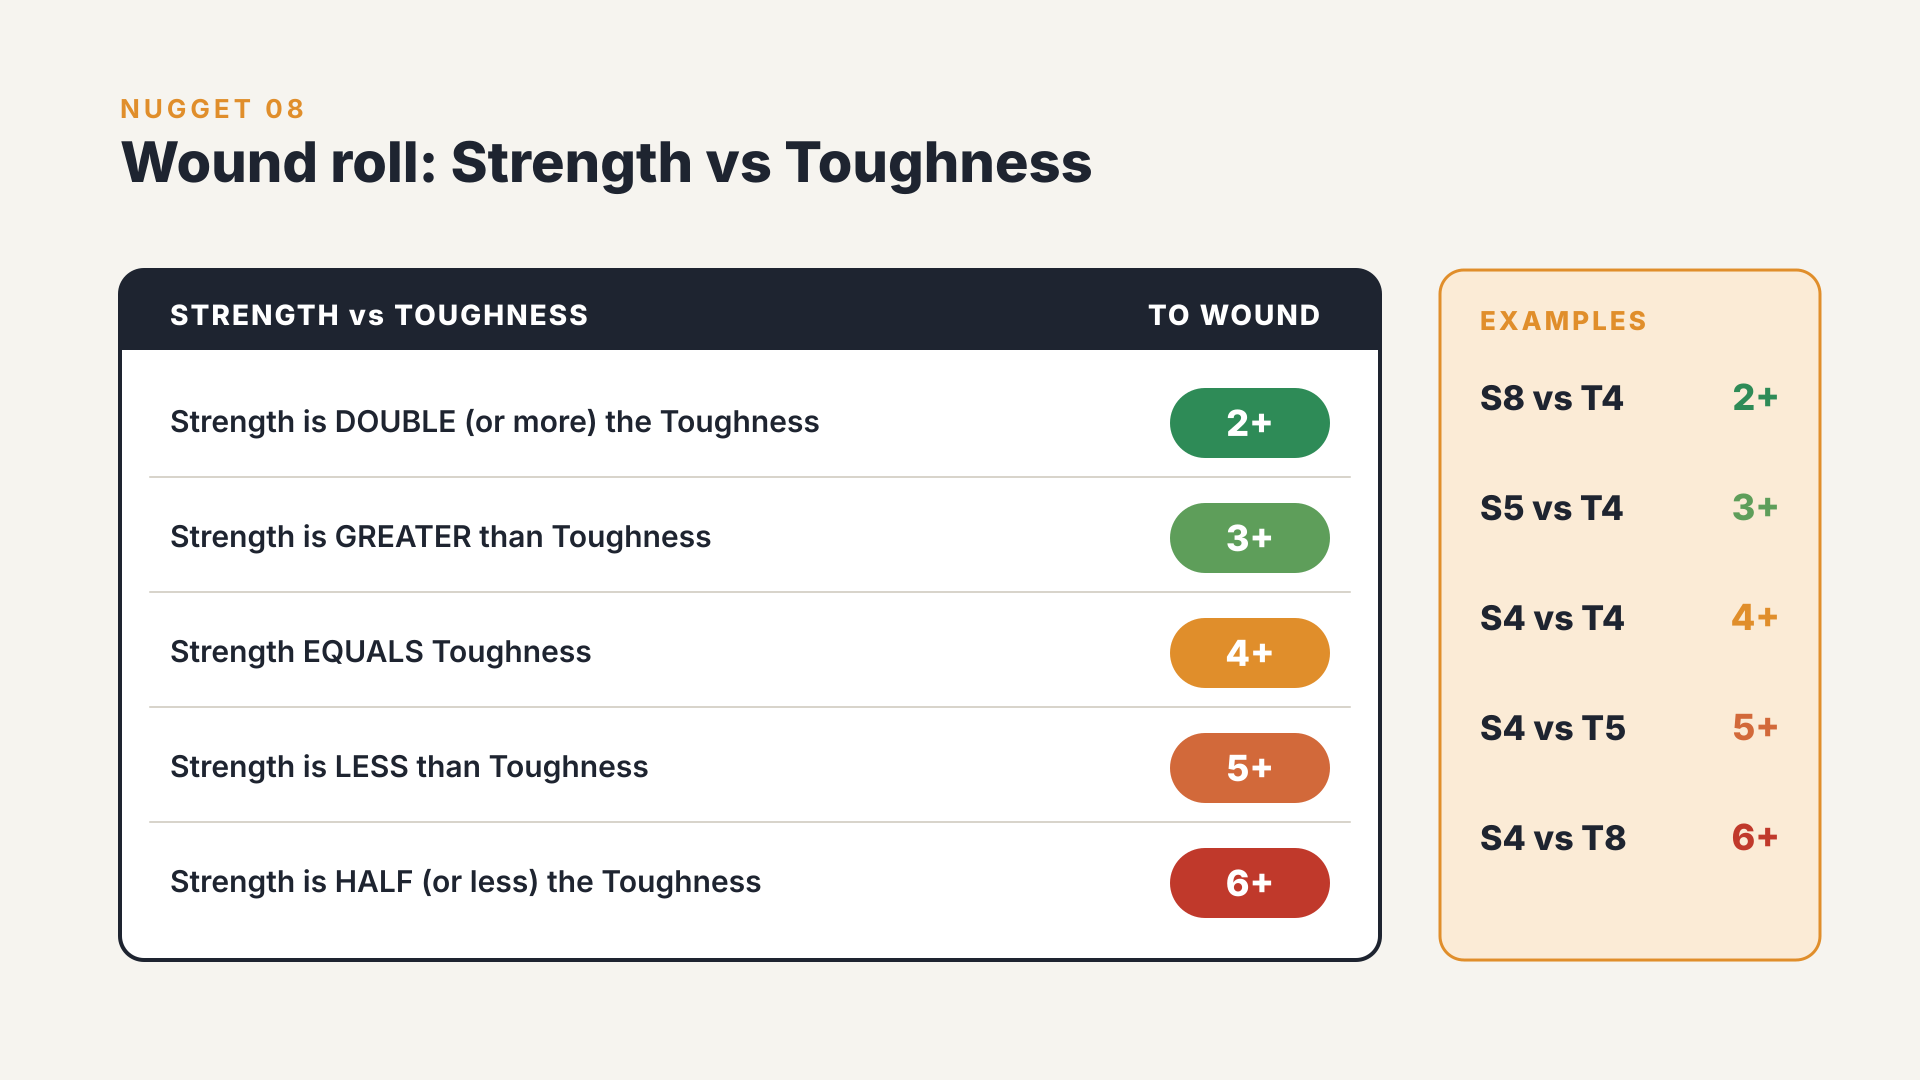 NUGGET 08
Wound roll: Strength vs Toughness
STRENGTH vs TOUGHNESS TO WOUND
Strength is DOUBLE (or more) the Toughness 2+
Strength is GREATER than Toughness 3+
Strength EQUALS Toughness 4+
Strength is LESS than Toughness 5+
Strength is HALF (or less) the Toughness 6+
EXAMPLES
S8 vs T4 2+
S5 vs T4 3+
S4 vs T4 4+
S4 vs T5 5+
S4 vs T8 6+